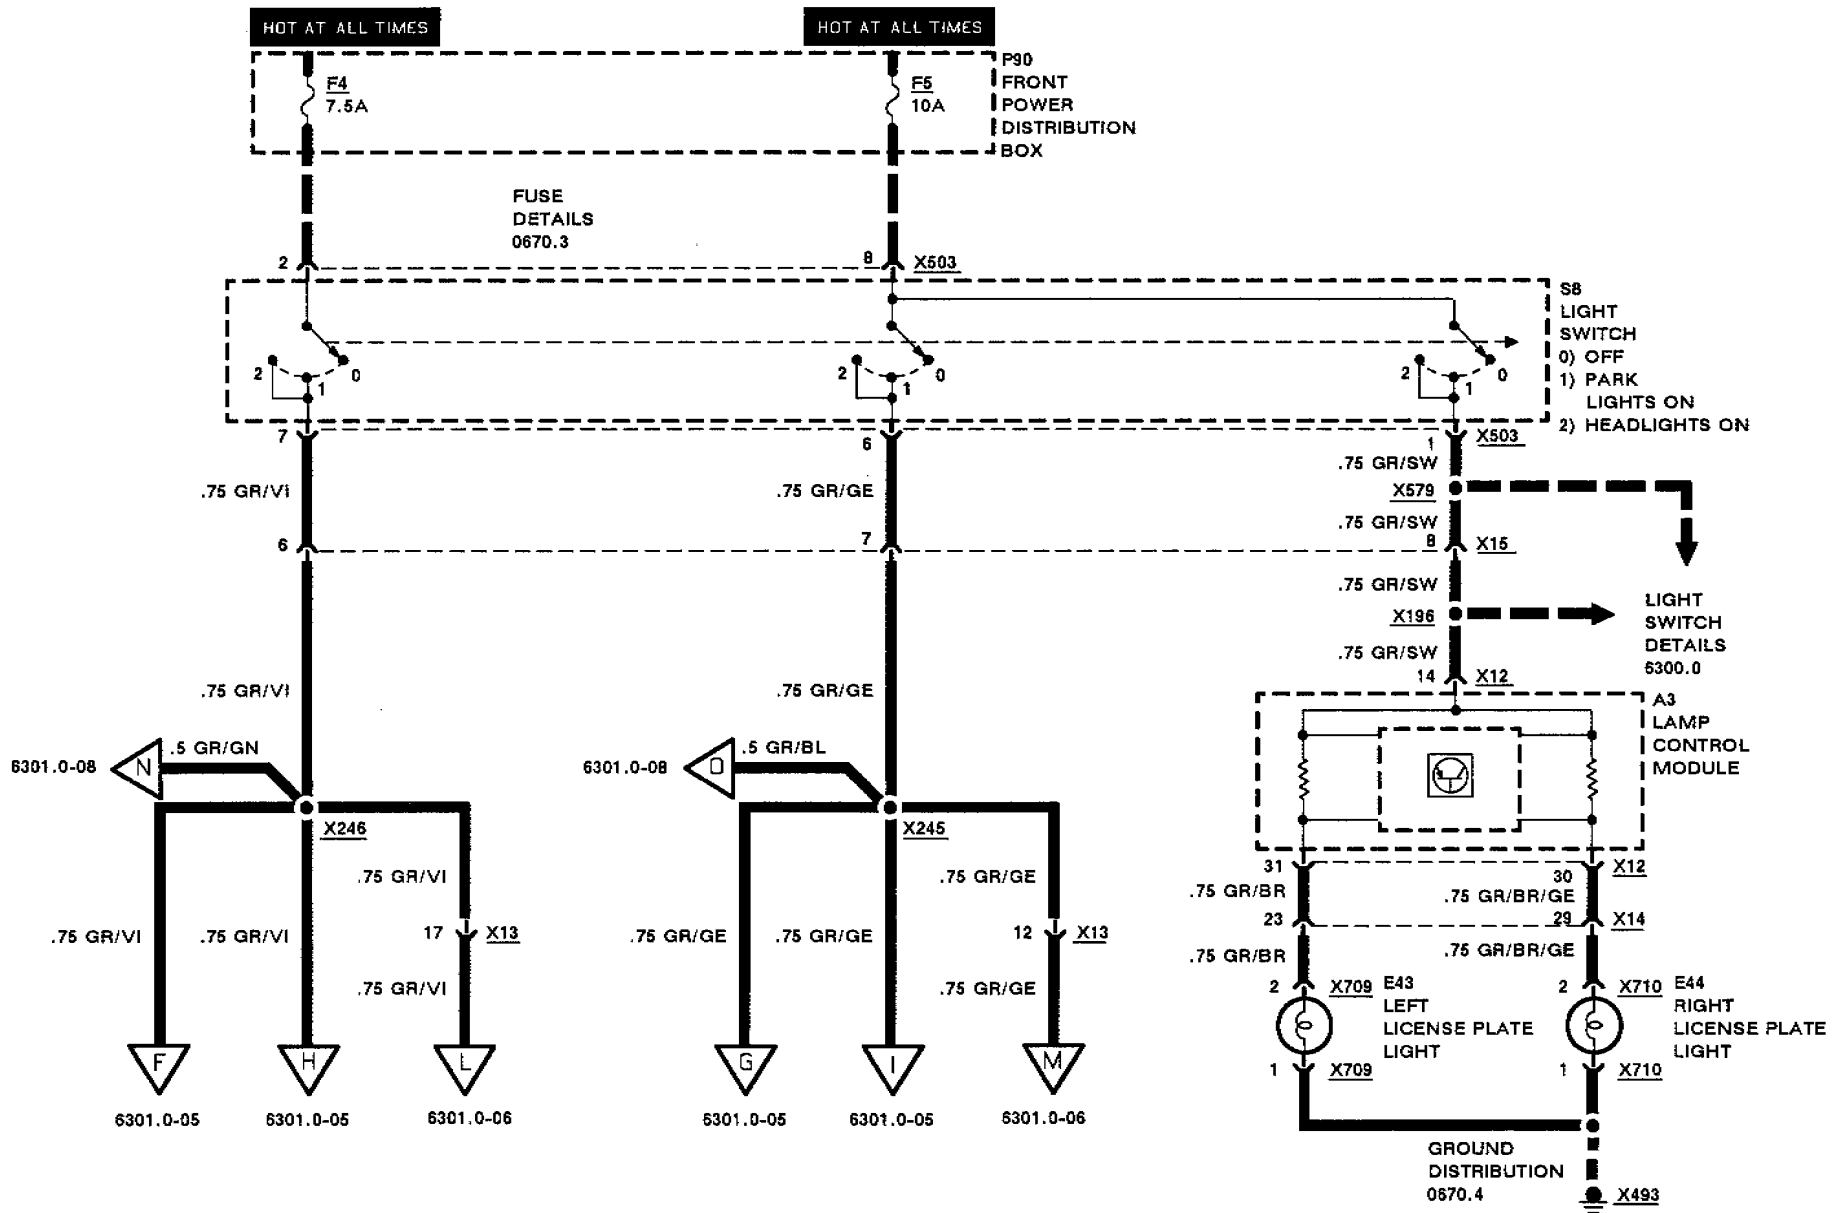 HOT AT ALL TIMES
HOT AT ALL TIMES
F4
7.5A
F5
10A
P90
FRONT
POWER
DISTRIBUTION
BOX
FUSE
DETAILS
0670.3
2
8
X503
S8
LIGHT
SWITCH
0) OFF
1) PARK
LIGHTS ON
2) HEADLIGHTS ON
2
1
0
2
1
0
2
1
0
7
6
1
X503
.75 GR/VI
.75 GR/GE
.75 GR/SW
X579
.75 GR/SW
6
7
8
X15
.75 GR/SW
X196
LIGHT
SWITCH
DETAILS
6300.0
.75 GR/VI
.75 GR/GE
.75 GR/SW
14
X12
A3
LAMP
CONTROL
MODULE
6301.0-08
N
.5 GR/GN
6301.0-08
O
.5 GR/BL
X246
X245
.75 GR/VI
.75 GR/GE
31
30
X12
.75 GR/BR
.75 GR/BR/GE
.75 GR/VI
.75 GR/VI
17
X13
.75 GR/GE
.75 GR/GE
12
X13
23
29
X14
.75 GR/BR
.75 GR/BR/GE
.75 GR/VI
.75 GR/GE
2
X709
E43
LEFT
LICENSE PLATE
LIGHT
2
X710
E44
RIGHT
LICENSE PLATE
LIGHT
F
H
L
G
I
M
1
X709
1
X710
6301.0-05
6301.0-05
6301.0-06
6301.0-05
6301.0-05
6301.0-06
GROUND
DISTRIBUTION
0670.4
X493